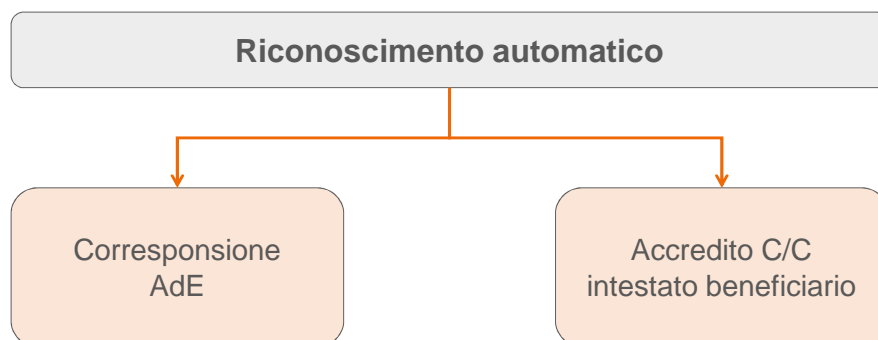 Riconoscimento automatico
Corresponsione
AdE
Accredito C/C
intestato beneficiario